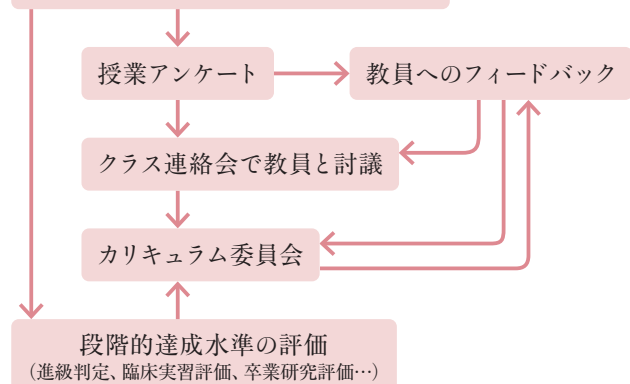 授業アンケート
教員へのフィードバック
クラス連絡会で教員と討議
カリキュラム委員会
段階的達成水準の評価
（進級判定、臨床実習評価、卒業研究評価…）